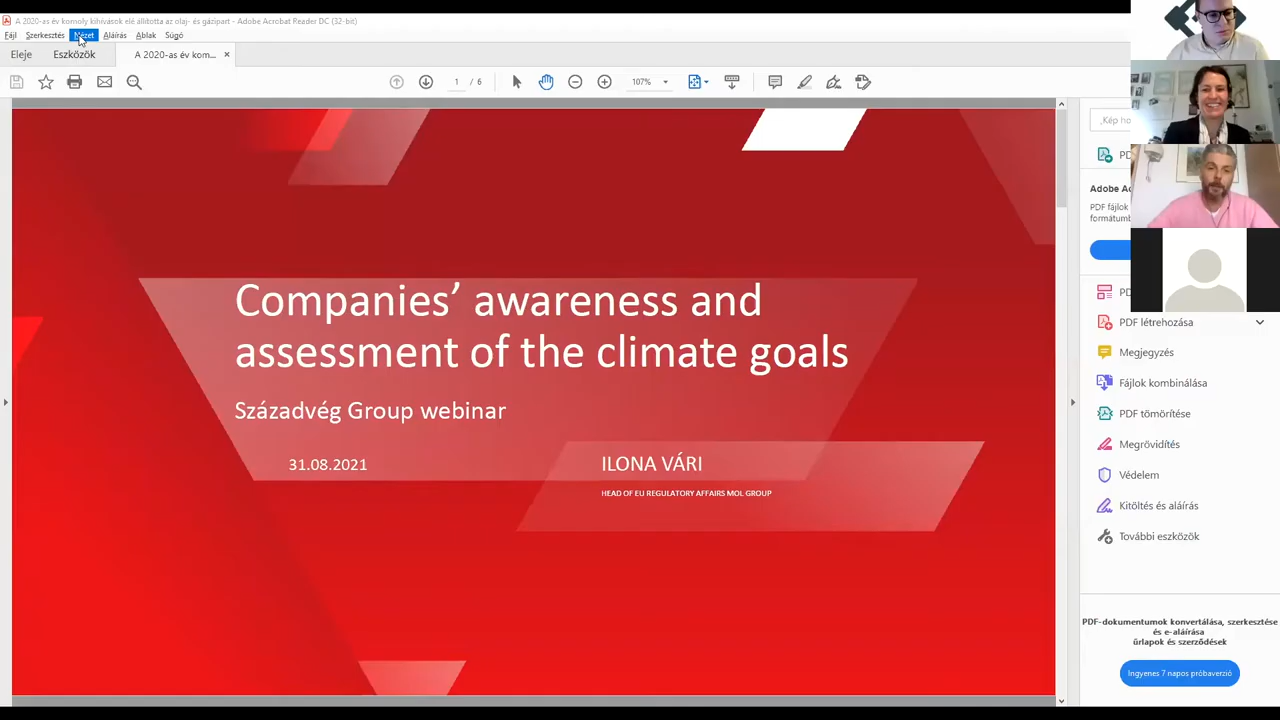 A 2020-as év komoly kihívások elé állította az olaj- és gázipart - Adobe Acrobat Reader DC (32-bit)
Fájl Szerkesztés Nézet Aláírás Ablak Súgó
Eleje Eszközök A 2020-as év kom... ×
1 / 6 107%
„Kép ho
PD
Adobe Ac
PDF fájlok
formátumb
Companies’ awareness and
assessment of the climate goals
Századvég Group webinar
31.08.2021
ILONA VÁRI
HEAD OF EU REGULATORY AFFAIRS MOL GROUP
PD
PDF létrehozása
Megjegyzés
Fájlok kombinálása
PDF tömörítése
Megrövidítés
Védelem
Kitöltés és aláírás
További eszközök
PDF-dokumentumok konvertálása, szerkesztése
és e-aláírása
űrlapok és szerződések
Ingyenes 7 napos próbaverzió